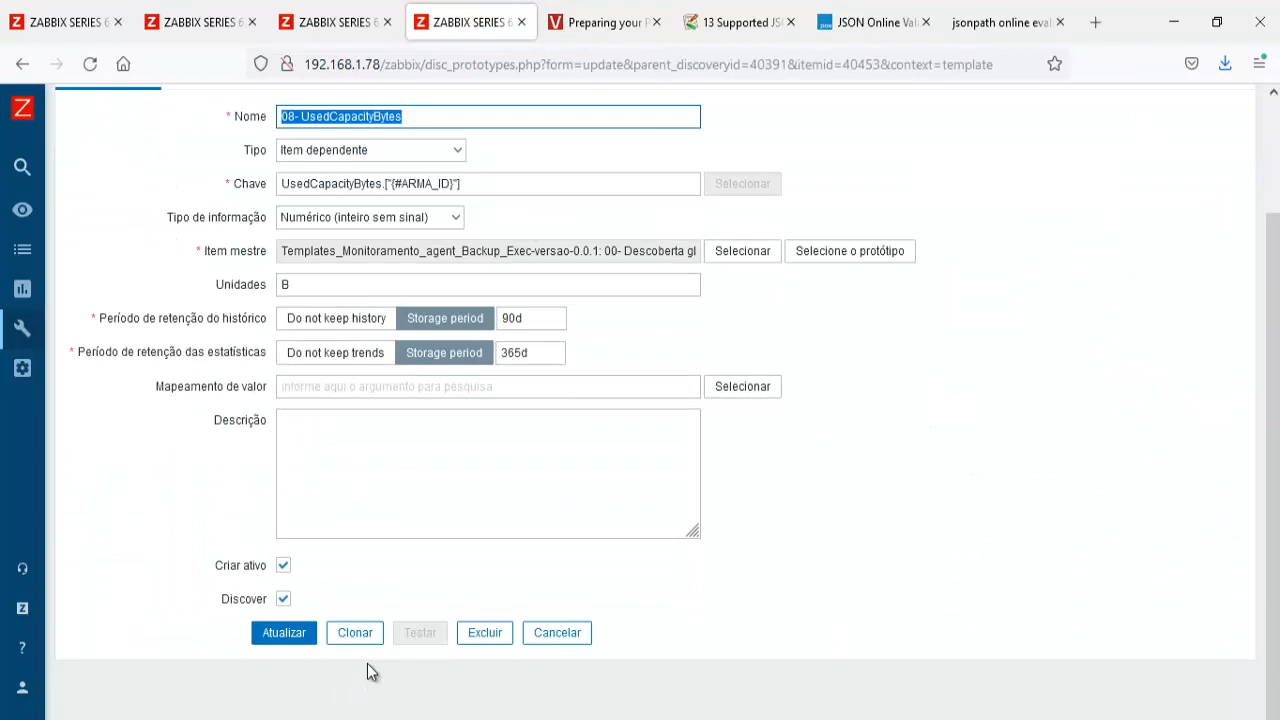 ZABBIX SERIES 6.
ZABBIX SERIES 6.
ZABBIX SERIES 6.
ZABBIX SERIES 6.
Preparing your P
13 Supported JS
JSON Online Vali
jsonpath online eval
192.168.1.78/zabbix/disc_prototypes.php?form=update&parent_discoveryid=40391&itemid=40453&context=template
* Nome 08- UsedCapacityBytes
Tipo Item dependente
* Chave UsedCapacityBytes.["{#ARMA_ID}"] Selecionar
Tipo de informação Numérico (inteiro sem sinal)
* Item mestre Templates_Monitoramento_agent_Backup_Exec-versao-0.0.1: 00- Descoberta gl Selecionar Selecione o protótipo
Unidades B
* Período de retenção do histórico Do not keep history Storage period 90d
* Período de retenção das estatísticas Do not keep trends Storage period 365d
Mapeamento de valor informe aqui o argumento para pesquisa Selecionar
Descrição
Criar ativo
Discover
Atualizar Clonar Testar Excluir Cancelar